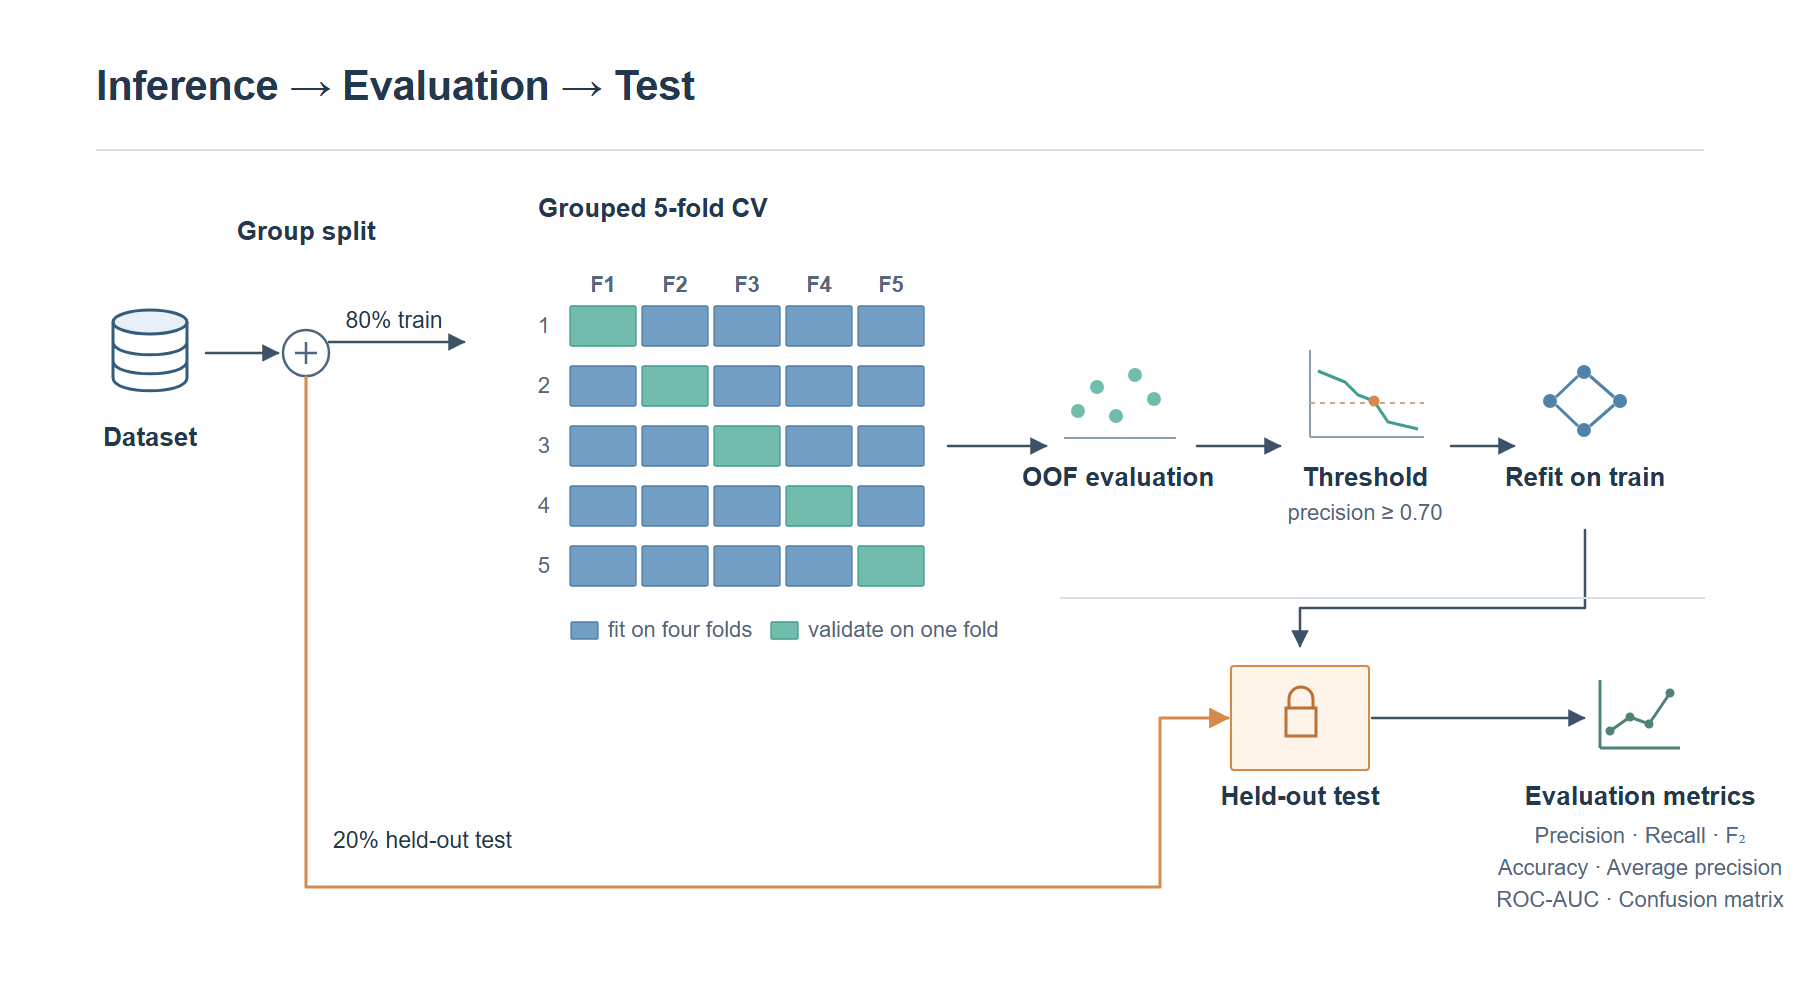 Inference → Evaluation → Test
Group split
Grouped 5-fold CV
F1 F2 F3 F4 F5
80% train
1
2
3
4
5
Dataset
fit on four folds
validate on one fold
OOF evaluation
Threshold
precision ≥ 0.70
Refit on train
20% held-out test
Held-out test
Evaluation metrics
Precision · Recall · F₂
Accuracy · Average precision
ROC-AUC · Confusion matrix